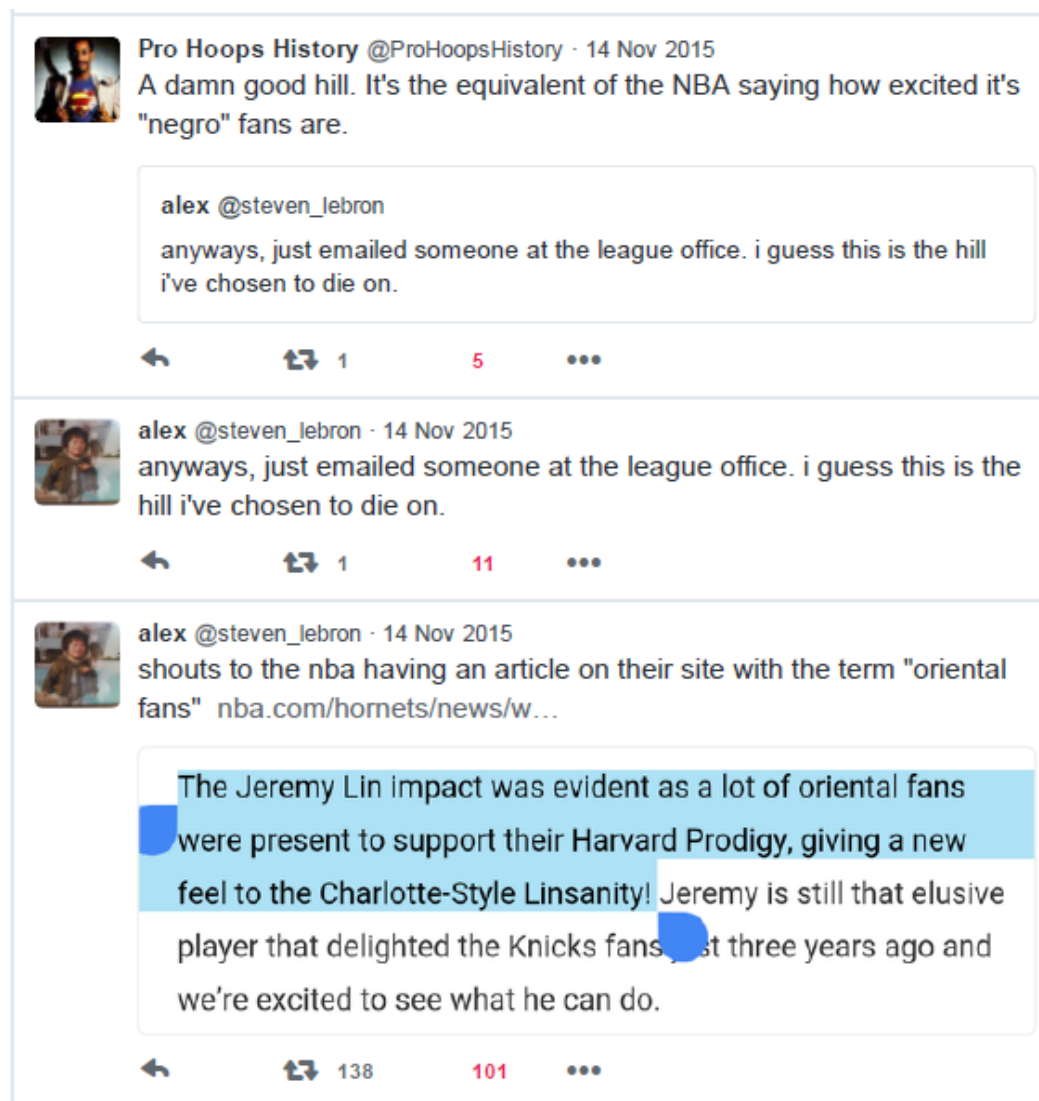 Pro Hoops History @ProHoopsHistory · 14 Nov 2015
A damn good hill. It's the equivalent of the NBA saying how excited it's
"negro" fans are.
alex @steven_lebron
anyways, just emailed someone at the league office. i guess this is the hill
i've chosen to die on.
1 5
alex @steven_lebron · 14 Nov 2015
anyways, just emailed someone at the league office. i guess this is the
hill i've chosen to die on.
1 11
alex @steven_lebron · 14 Nov 2015
shouts to the nba having an article on their site with the term "oriental
fans" nba.com/hornets/news/w…
The Jeremy Lin impact was evident as a lot of oriental fans
were present to support their Harvard Prodigy, giving a new
feel to the Charlotte-Style Linsanity! Jeremy is still that elusive
player that delighted the Knicks fans three years ago and
we're excited to see what he can do.
138 101